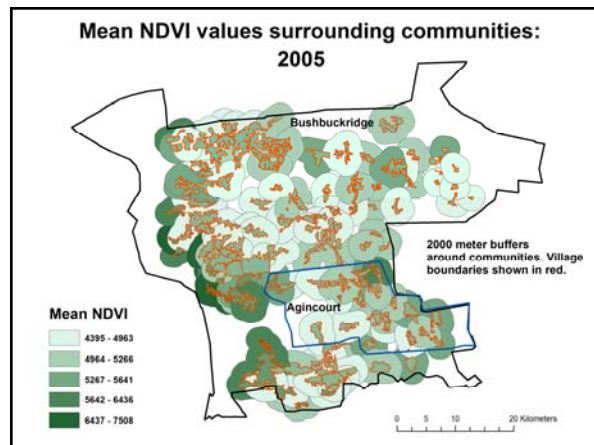 Mean NDVI values surrounding communities:
2005
Bushbuckridge
2000 meter buffers
around communities. Village
boundaries shown in red.
Agincourt
Mean NDVI
4395 - 4963
4964 - 5266
5267 - 5641
5642 - 6436
6437 - 7508
0 5 10 20 Kilometers